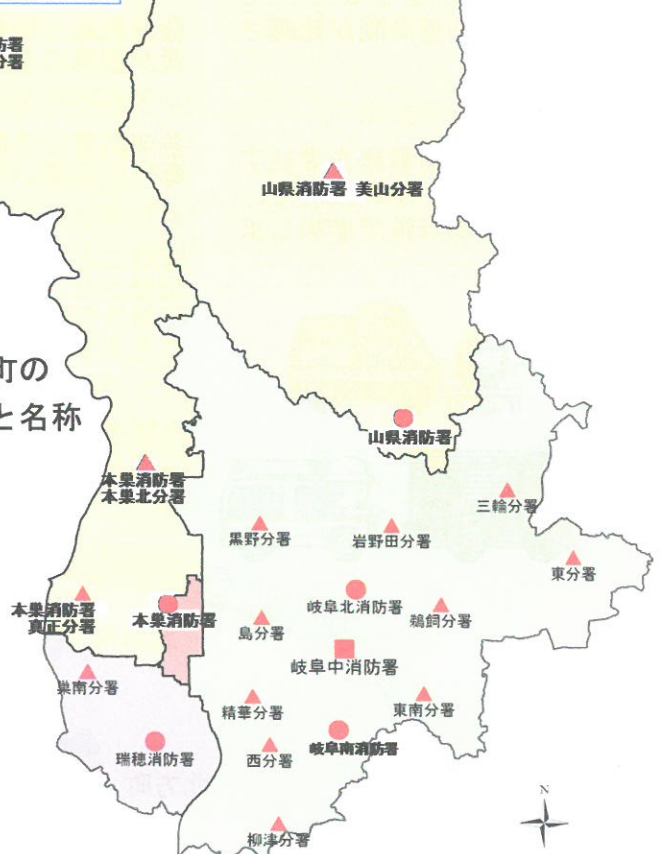 防署
分署
山県消防署 美山分署
町の
と名称
山県消防署
本巣消防署
本巣北分署
三輪分署
黒野分署
岩野田分署
東分署
岐阜北消防署
本巣消防署
真正分署
本巣消防署
鵜飼分署
島分署
岐阜中消防署
巣南分署
精華分署
東南分署
岐阜南消防署
瑞穂消防署
西分署
N
柳津分署